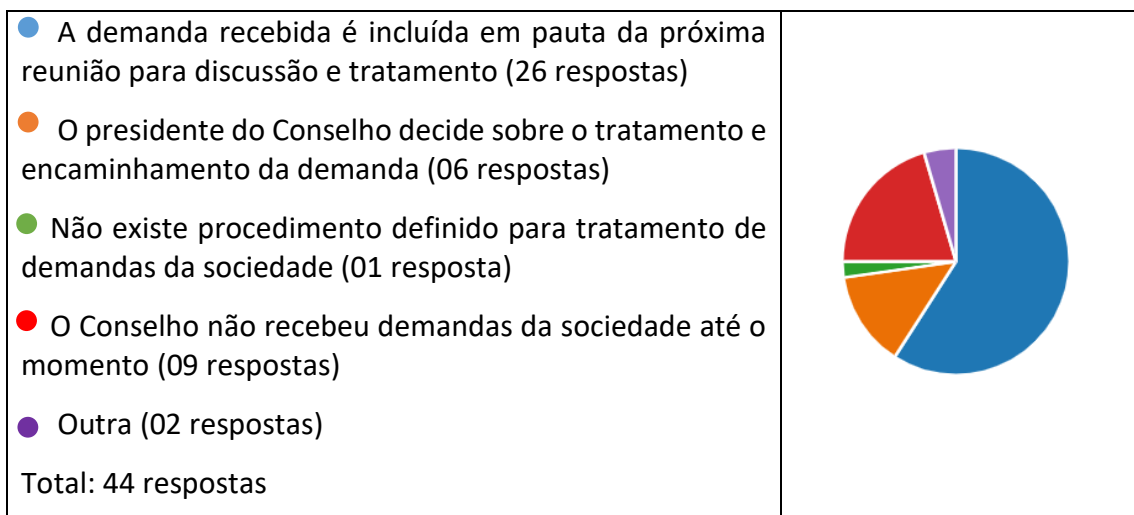 A demanda recebida é incluída em pauta da próxima
reunião para discussão e tratamento (26 respostas)
O presidente do Conselho decide sobre o tratamento e
encaminhamento da demanda (06 respostas)
Não existe procedimento definido para tratamento de
demandas da sociedade (01 resposta)
O Conselho não recebeu demandas da sociedade até o
momento (09 respostas)
Outra (02 respostas)
Total: 44 respostas